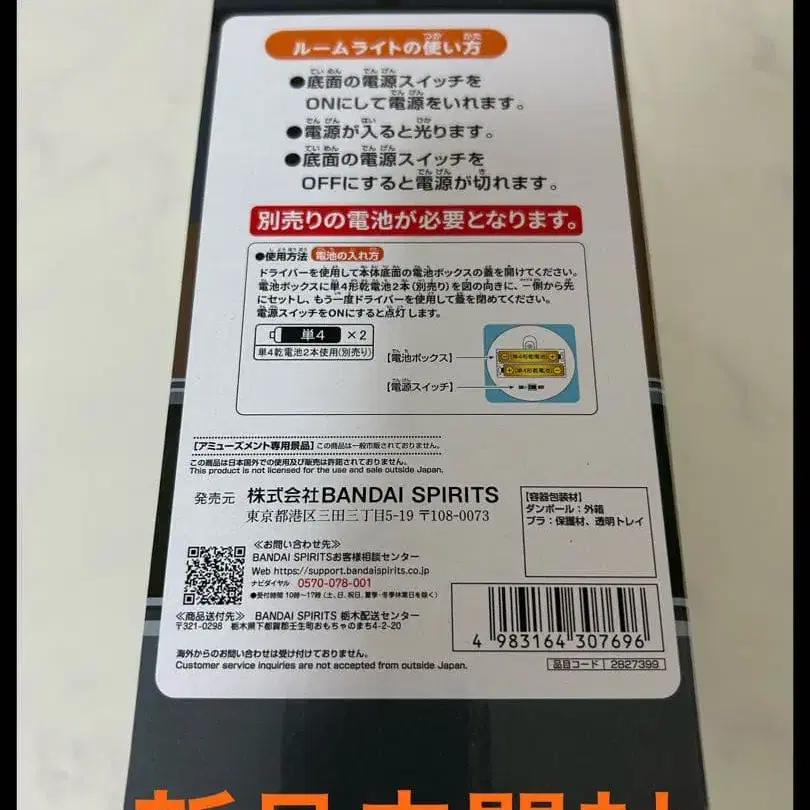 ルームライトの使い方
●底面の電源スイッチを
ONにして電源をいれます。
●電源が入ると光ります。
●底面の電源スイッチを
OFFにすると電源が切れます。
別売りの電池が必要となります。
●使用方法 電池の入れ方
ドライバーを使用して本体底面の電池ボックスの蓋を開けてください。
電池ボックスに単4形乾電池2本(別売り)を図の向きに、一側から先
にセットし、もう一度ドライバーを使用して蓋を閉めてください。
電源スイッチをONにすると点灯します。
単4 ×2
単4乾電池2本使用(別売り)
【電池ボックス】
【電源スイッチ】
【アミューズメント専用景品】この商品は一般市販されておりません。
この商品は日本国外での使用及び販売は許諾されておりません。
This product is not licensed for the use and sale outside Japan.
発売元 株式会社BANDAI SPIRITS
東京都港区三田三丁目5-19 〒108-0073
【容器包装材】
ダンボール：外箱
プラ：保護材、透明トレイ
≪お問い合わせ先≫
BANDAI SPIRITSお客様相談センター
Web https://support.bandaispirits.co.jp
ナビダイヤル 0570-078-001
●受付時間 10時～17時 (土、日、祝日、夏季・冬季休業日を除く)
≪商品送付先≫ BANDAI SPIRITS 栃木配送センター
〒321-0298 栃木県下都賀郡壬生町おもちゃのまち4-2-20
4 983164 307696
品目コード 2827399
海外からのお問い合わせは受け付けておりません。
Customer service inquiries are not accepted from outside Japan.